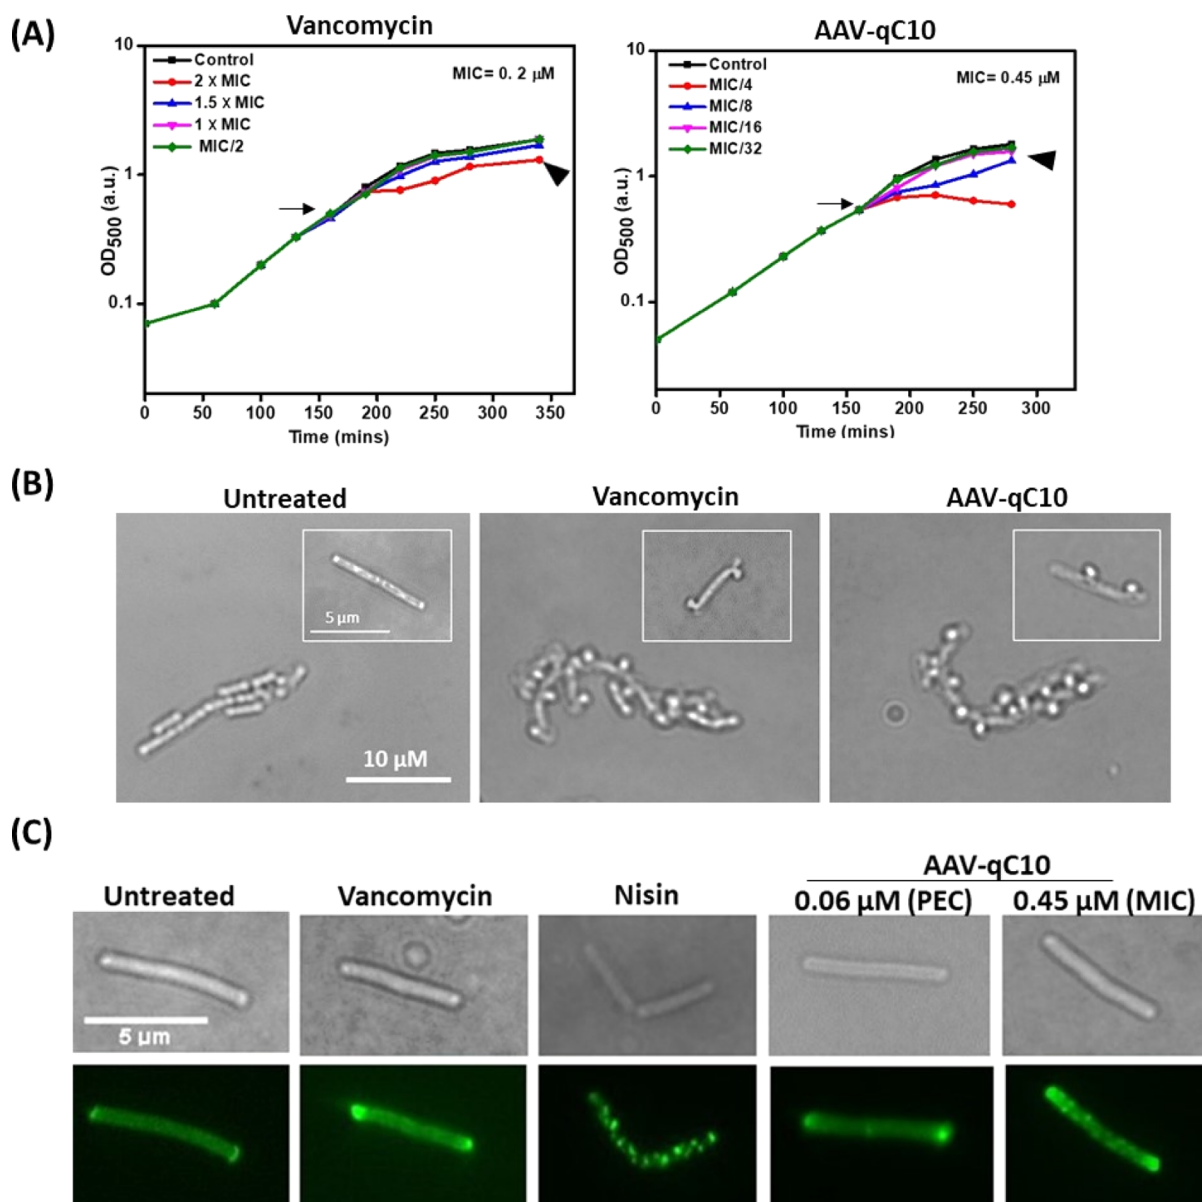 (A)
Vancomycin
AAV-qC10
10
Control
2 X MIC
1.5 X MIC
1 X MIC
MIC/2
MIC= 0. 2 µM
1
0.1
OD500 (a.u.)
0 50 100 150 200 250 300 350
Time (mins)
10
Control
MIC/4
MIC/8
MIC/16
MIC/32
MIC= 0.45 µM
1
0.1
OD500 (a.u.)
0 50 100 150 200 250 300
Time (mins)
(B)
Untreated
Vancomycin
AAV-qC10
5 µm
10 µM
(C)
AAV-qC10
Untreated
Vancomycin
Nisin
0.06 µM (PEC)
0.45 µM (MIC)
5 µm